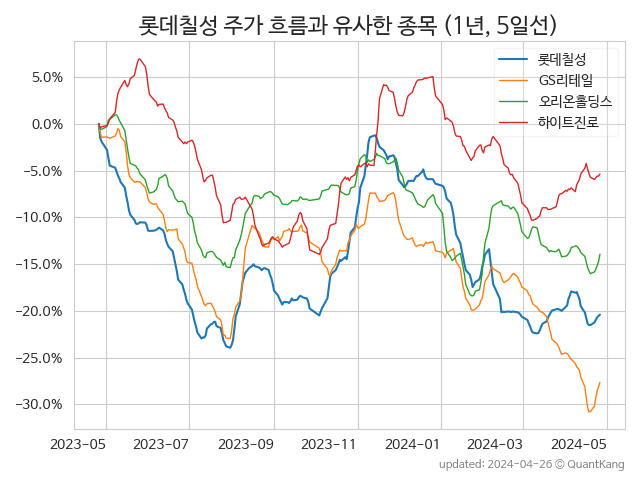 롯데칠성 주가 흐름과 유사한 종목 (1년, 5일선)
롯데칠성
GS리테일
오리온홀딩스
하이트진로
5.0%
0.0%
−5.0%
−10.0%
−15.0%
−20.0%
−25.0%
−30.0%
2023-05 2023-07 2023-09 2023-11 2024-01 2024-03 2024-05
updated: 2024-04-26 © QuantKang